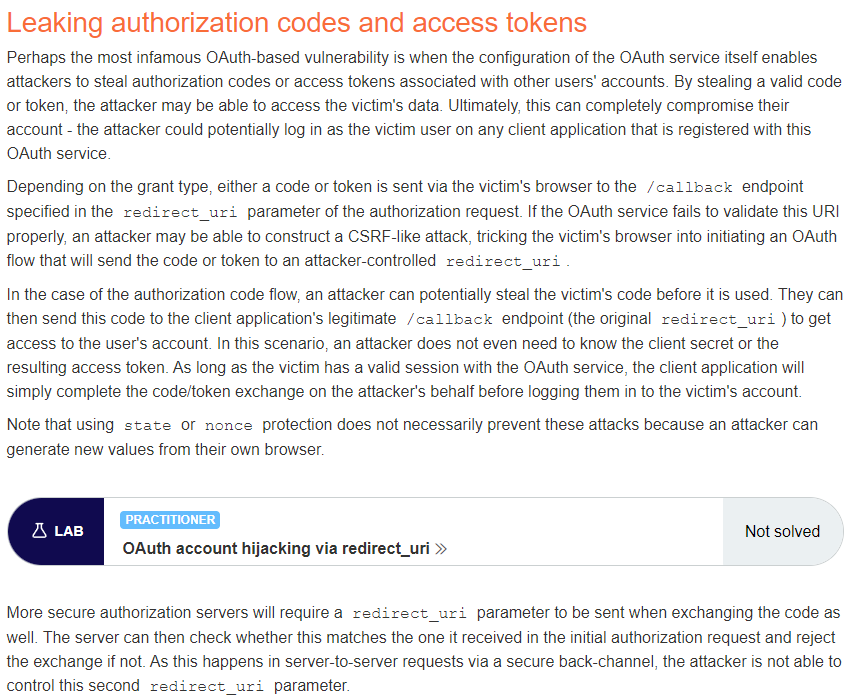 Leaking authorization codes and access tokens
Perhaps the most infamous OAuth-based vulnerability is when the configuration of the OAuth service itself enables
attackers to steal authorization codes or access tokens associated with other users' accounts. By stealing a valid code
or token, the attacker may be able to access the victim's data. Ultimately, this can completely compromise their
account - the attacker could potentially log in as the victim user on any client application that is registered with this
OAuth service.
Depending on the grant type, either a code or token is sent via the victim's browser to the /callback endpoint
specified in the redirect_uri parameter of the authorization request. If the OAuth service fails to validate this URI
properly, an attacker may be able to construct a CSRF-like attack, tricking the victim's browser into initiating an OAuth
flow that will send the code or token to an attacker-controlled redirect_uri .
In the case of the authorization code flow, an attacker can potentially steal the victim's code before it is used. They can
then send this code to the client application's legitimate /callback endpoint (the original redirect_uri ) to get
access to the user's account. In this scenario, an attacker does not even need to know the client secret or the
resulting access token. As long as the victim has a valid session with the OAuth service, the client application will
simply complete the code/token exchange on the attacker's behalf before logging them in to the victim's account.
Note that using state or nonce protection does not necessarily prevent these attacks because an attacker can
generate new values from their own browser.
LAB
PRACTITIONER
OAuth account hijacking via redirect_uri »
Not solved
More secure authorization servers will require a redirect_uri parameter to be sent when exchanging the code as
well. The server can then check whether this matches the one it received in the initial authorization request and reject
the exchange if not. As this happens in server-to-server requests via a secure back-channel, the attacker is not able to
control this second redirect_uri parameter.